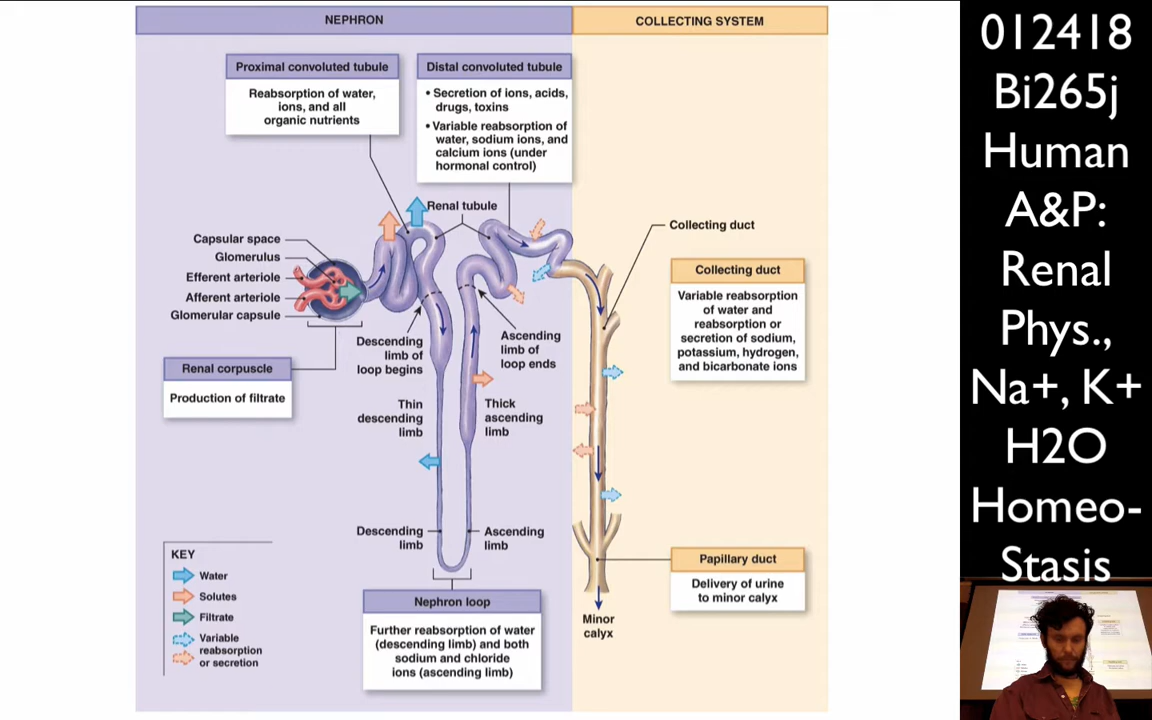 NEPHRON
COLLECTING SYSTEM
Proximal convoluted tubule
Reabsorption of water,
ions, and all
organic nutrients
Distal convoluted tubule
• Secretion of ions, acids,
drugs, toxins
• Variable reabsorption of
water, sodium ions, and
calcium ions (under
hormonal control)
Renal tubule
Capsular space
Glomerulus
Efferent arteriole
Afferent arteriole
Glomerular capsule
Collecting duct
Collecting duct
Variable reabsorption
of water and
reabsorption or
secretion of sodium,
potassium, hydrogen,
and bicarbonate ions
Descending
limb of
loop begins
Ascending
limb of
loop ends
Renal corpuscle
Production of filtrate
Thin
descending
limb
Thick
ascending
limb
Descending
limb
Ascending
limb
KEY
Water
Solutes
Filtrate
Variable
reabsorption
or secretion
Nephron loop
Further reabsorption of water
(descending limb) and both
sodium and chloride
ions (ascending limb)
Papillary duct
Delivery of urine
to minor calyx
Minor
calyx
012418
Bi265j
Human
A&P:
Renal
Phys.,
Na+, K+
H2O
Homeo-
Stasis